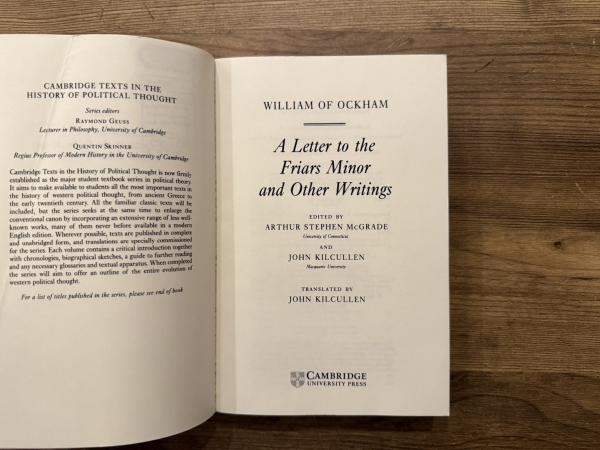 CAMBRIDGE TEXTS IN THE
HISTORY OF POLITICAL THOUGHT
Series editors
RAYMOND GEUSS
Lecturer in Philosophy, University of Cambridge
QUENTIN SKINNER
Regius Professor of Modern History in the University of Cambridge
Cambridge Texts in the History of Political Thought is now firmly
established as the major student textbook series in political theory.
It aims to make available to students all the most important texts in
the history of western political thought, from ancient Greece to
the early twentieth century. All the familiar classic texts will be
included, but the series seeks at the same time to enlarge the
conventional canon by incorporating an extensive range of less well-
known works, many of them never before available in a modern
English edition. Wherever possible, texts are published in complete
and unabridged form, and translations are specially commissioned
for the series. Each volume contains a critical introduction together
with chronologies, biographical sketches, a guide to further reading
and any necessary glossaries and textual apparatus. When completed
the series will aim to offer an outline of the entire evolution of
western political thought.
For a list of titles published in the series, please see end of book
WILLIAM OF OCKHAM
A Letter to the
Friars Minor
and Other Writings
EDITED BY
ARTHUR STEPHEN McGRADE
University of Connecticut
AND
JOHN KILCULLEN
Macquarie University
TRANSLATED BY
JOHN KILCULLEN
CAMBRIDGE
UNIVERSITY PRESS